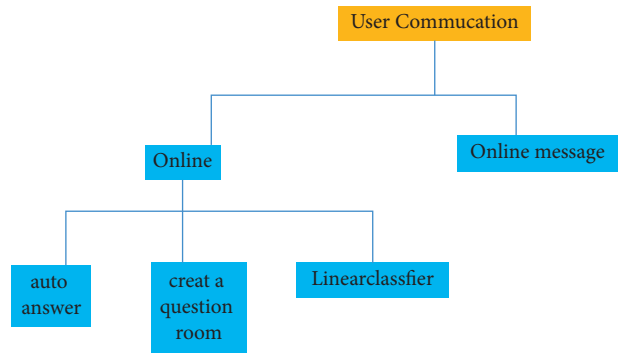 User Commucation
Online
Online message
auto
answer
creat a
question
room
Linearclassfier